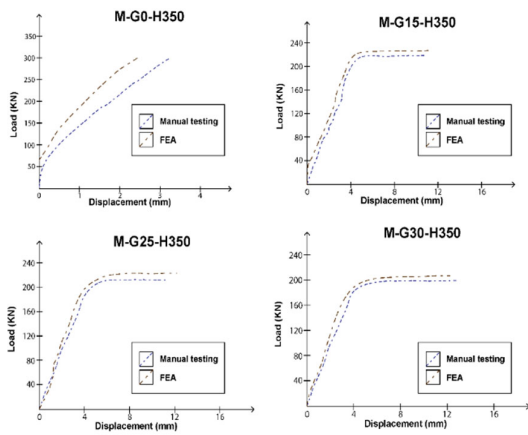 M-G0-H350
350
300
250
200
150
100
50
0
1
2
3
4
Load (KN)
Displacement (mm)
Manual testing
FEA
M-G15-H350
240
200
160
120
80
40
0
4
8
12
16
Load (KN)
Displacement (mm)
Manual testing
FEA
M-G25-H350
240
200
160
120
80
40
0
4
8
12
16
Load (KN)
Displacement (mm)
Manual testing
FEA
M-G30-H350
240
200
160
120
80
40
0
4
8
12
16
Load (KN)
Displacement (mm)
Manual testing
FEA